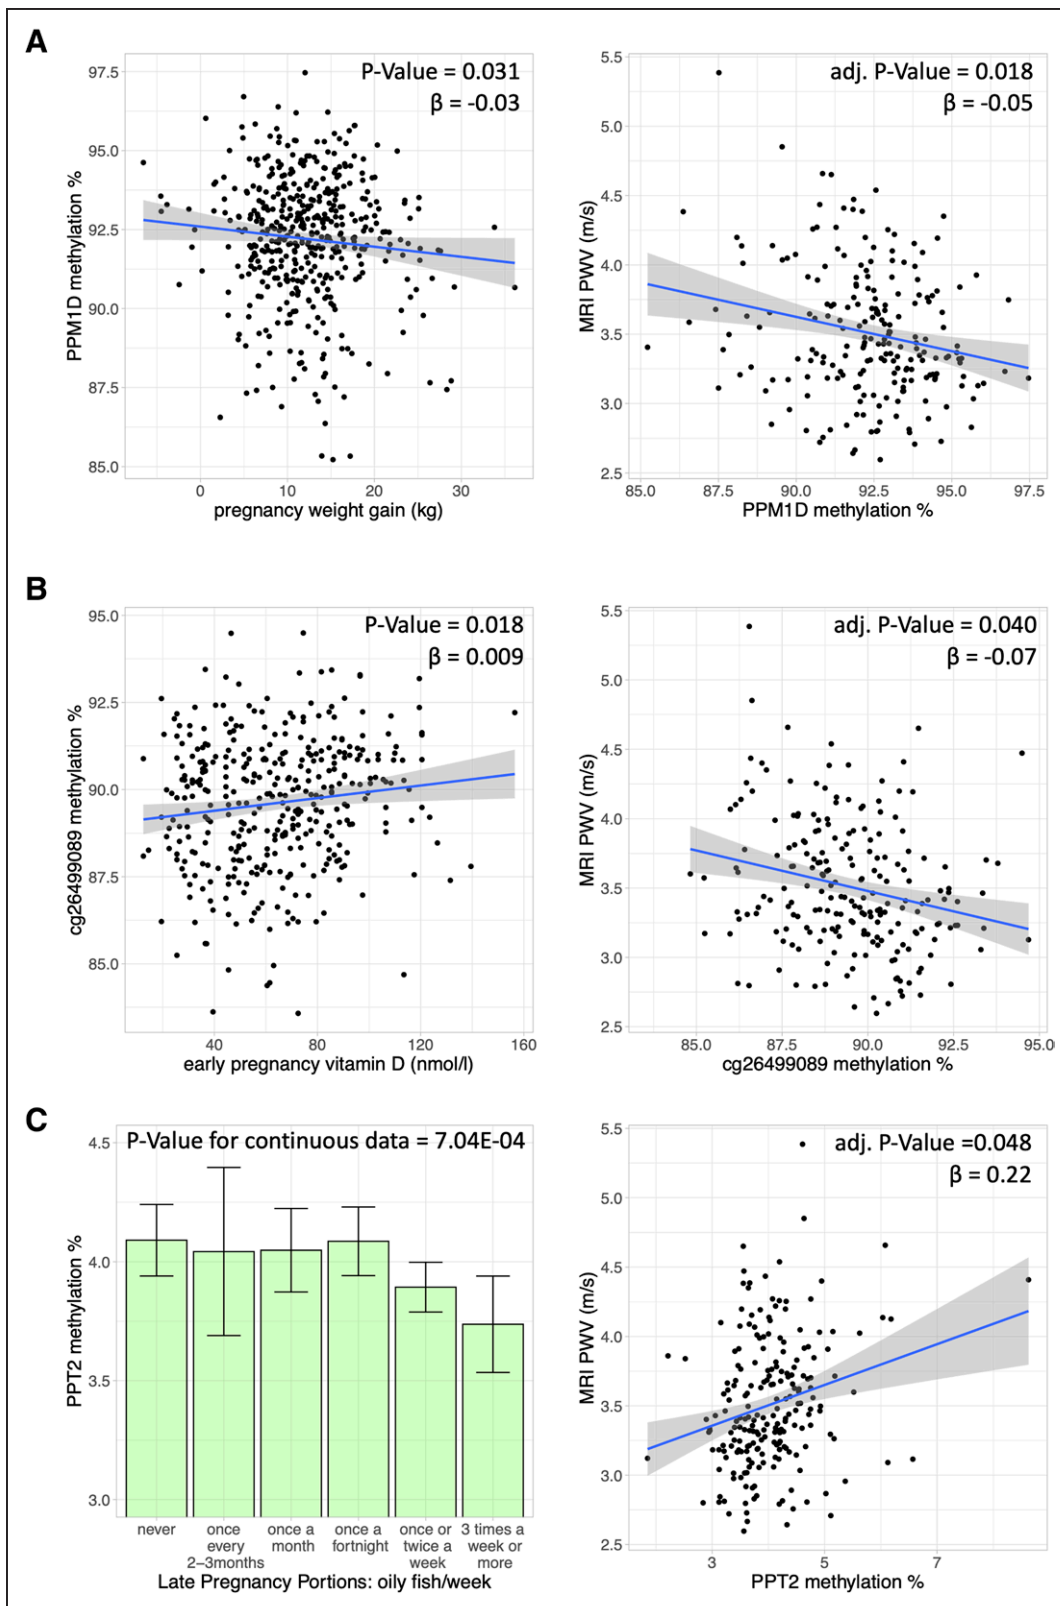 A
P-Value = 0.031
β = -0.03
97.5
95.0
92.5
90.0
87.5
85.0
PPM1D methylation %
0 10 20 30
pregnancy weight gain (kg)
adj. P-Value = 0.018
β = -0.05
5.5
5.0
4.5
4.0
3.5
3.0
2.5
MRI PWV (m/s)
85.0 87.5 90.0 92.5 95.0 97.5
PPM1D methylation %
B
P-Value = 0.018
β = 0.009
95.0
92.5
90.0
87.5
85.0
cg26499089 methylation %
40 80 120 160
early pregnancy vitamin D (nmol/l)
adj. P-Value = 0.040
β = -0.07
5.5
5.0
4.5
4.0
3.5
3.0
2.5
MRI PWV (m/s)
85.0 87.5 90.0 92.5 95.0
cg26499089 methylation %
C
P-Value for continuous data = 7.04E-04
4.5
4.0
3.5
3.0
PPT2 methylation %
never
once
every
2–3months
once a
month
once a
fortnight
once or
twice a
week
3 times a
week or
more
Late Pregnancy Portions: oily fish/week
adj. P-Value =0.048
β = 0.22
5.5
5.0
4.5
4.0
3.5
3.0
2.5
MRI PWV (m/s)
3 5 7
PPT2 methylation %